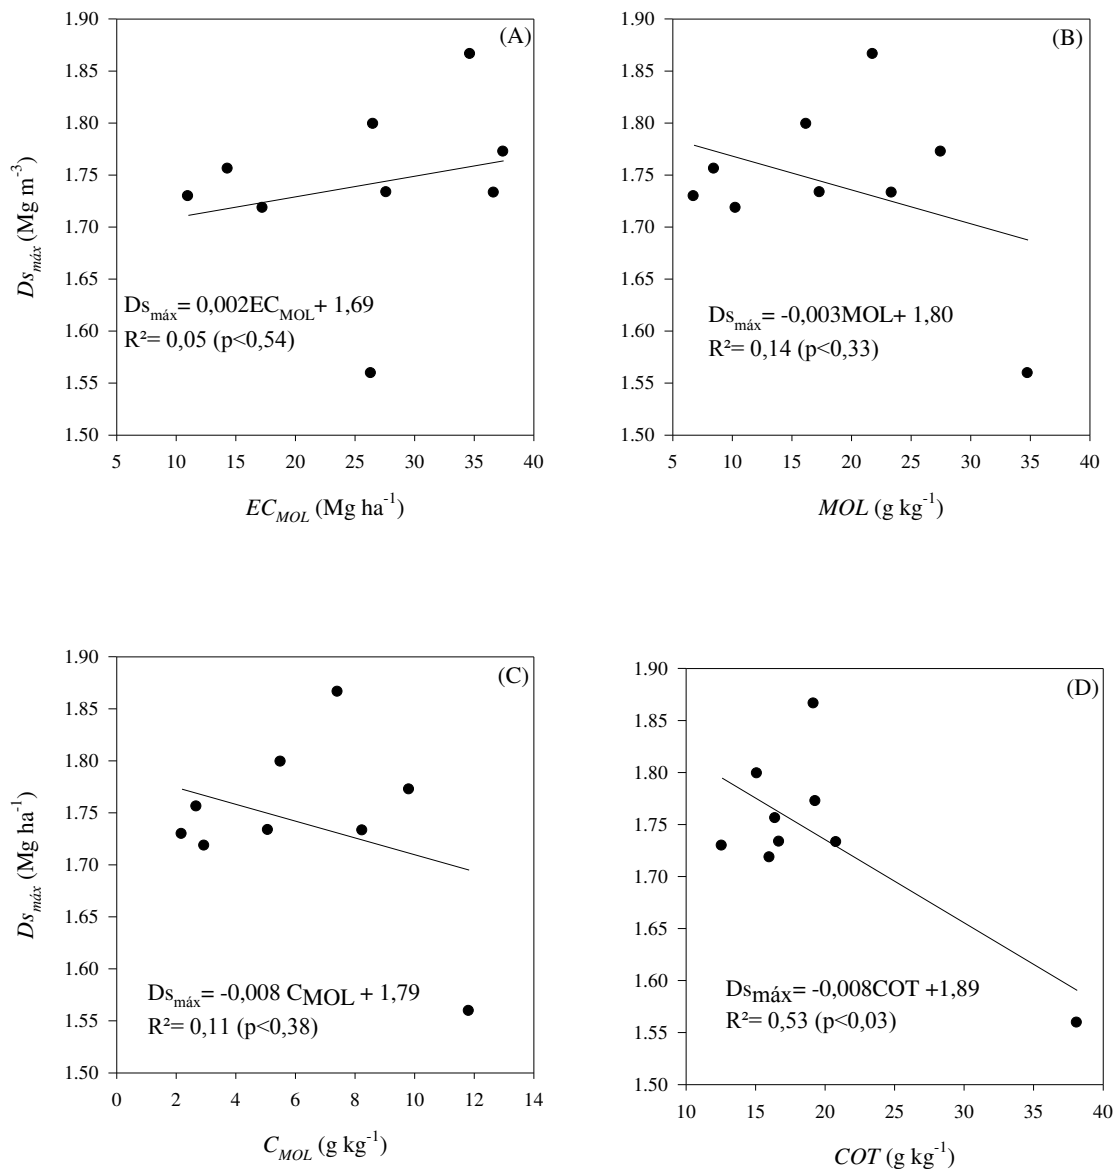 (A)
1.90
1.85
1.80
1.75
1.70
1.65
1.60
1.55
1.50
Ds_máx (Mg m⁻³)
Ds_máx= 0,002EC_MOL+ 1,69
R²= 0,05 (p<0,54)
5 10 15 20 25 30 35 40
EC_MOL (Mg ha⁻¹)
(B)
1.90
1.85
1.80
1.75
1.70
1.65
1.60
1.55
1.50
Ds_máx= -0,003MOL+ 1,80
R²= 0,14 (p<0,33)
5 10 15 20 25 30 35 40
MOL (g kg⁻¹)
(C)
1.90
1.85
1.80
1.75
1.70
1.65
1.60
1.55
1.50
Ds_máx (Mg ha⁻¹)
Ds_máx= -0,008 C_MOL + 1,79
R²= 0,11 (p<0,38)
0 2 4 6 8 10 12 14
C_MOL (g kg⁻¹)
(D)
1.90
1.85
1.80
1.75
1.70
1.65
1.60
1.55
1.50
Ds_máx= -0,008COT +1,89
R²= 0,53 (p<0,03)
10 15 20 25 30 35 40
COT (g kg⁻¹)